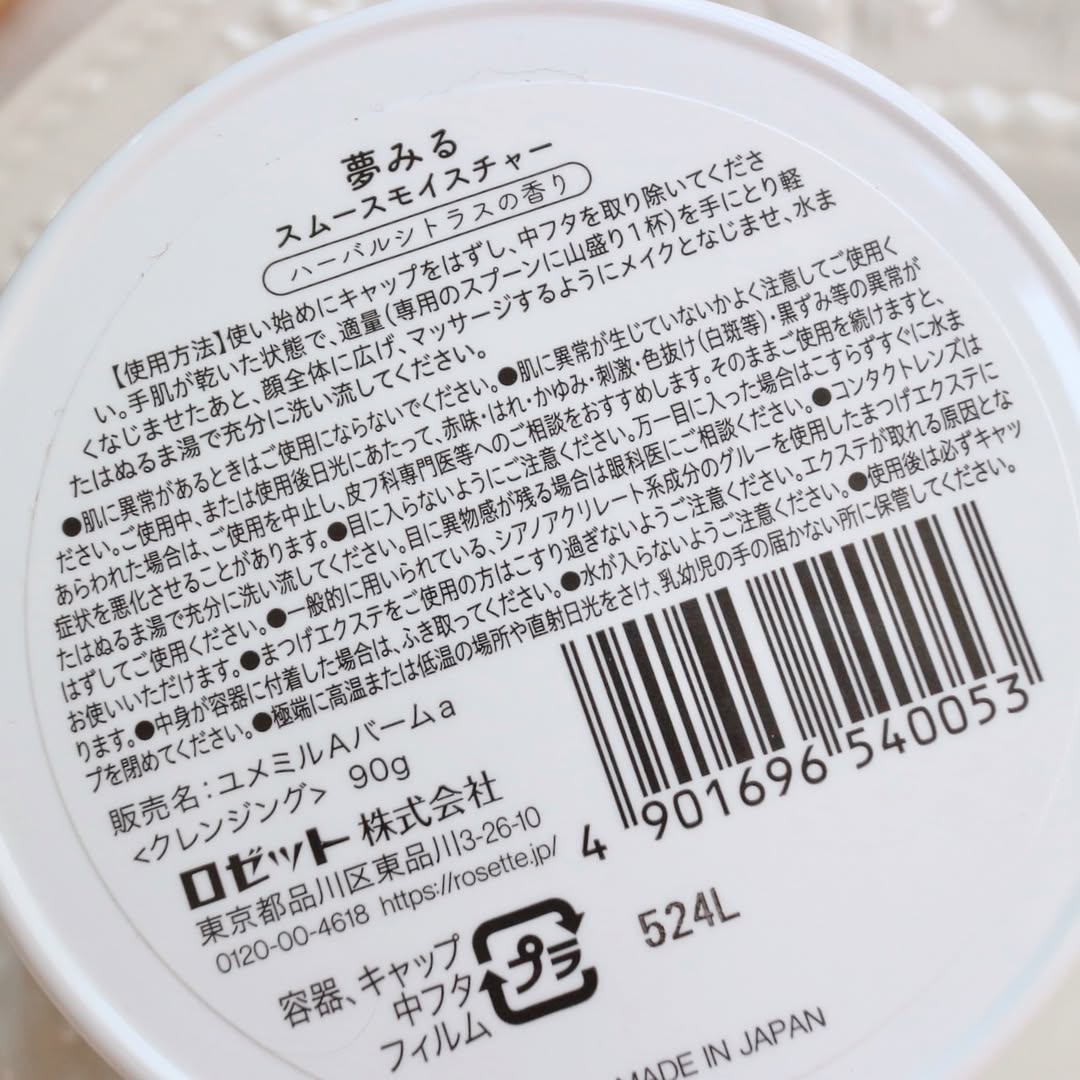 夢みる
スムースモイスチャー
ハーバルシトラスの香り
【使用方法】使い始めにキャップをはずし、中フタを取り除いてくださ
い。手肌が乾いた状態で、適量(専用のスプーンに山盛り1杯)を手にとり軽
くなじませたあと、顔全体に広げ、マッサージするようにメイクとなじませ、水ま
たはぬるま湯で充分に洗い流してください。
●肌に異常があるときはご使用にならないでください。●肌に異常が生じていないかよく注意してご使用く
ださい。ご使用中、または使用後日光にあたって、赤味・はれ・かゆみ・刺激・色抜け(白斑等)・黒ずみ等の異常が
あらわれた場合は、ご使用を中止し、皮フ科専門医等へのご相談をおすすめします。そのままご使用を続けますと、
症状を悪化させることがあります。●目に入らないようにご注意ください。万一目に入った場合はこすらずすぐに水ま
たはぬるま湯で充分に洗い流してください。目に異物感が残る場合は眼科医にご相談ください。●コンタクトレンズは
はずしてご使用ください。●一般的に用いられている、シアノアクリレート系成分のグルーを使用したまつげエクステに
お使いいただけます。●まつげエクステをご使用の方はこすり過ぎないようご注意ください。エクステが取れる原因とな
ります。●中身が容器に付着した場合は、ふき取ってください。●水が入らないようご注意ください。●使用後は必ずキャッ
プを閉めてください。●極端に高温または低温の場所や直射日光をさけ、乳幼児の手の届かない所に保管してください。
販売名:ユメミルAバームa
<クレンジング> 90g
ロゼット株式会社
東京都品川区東品川3-26-10
0120-00-4618 https://rosette.jp/
4 901696 540053
524L
容器、キャップ
中フタ
フィルム
プラ
MADE IN JAPAN